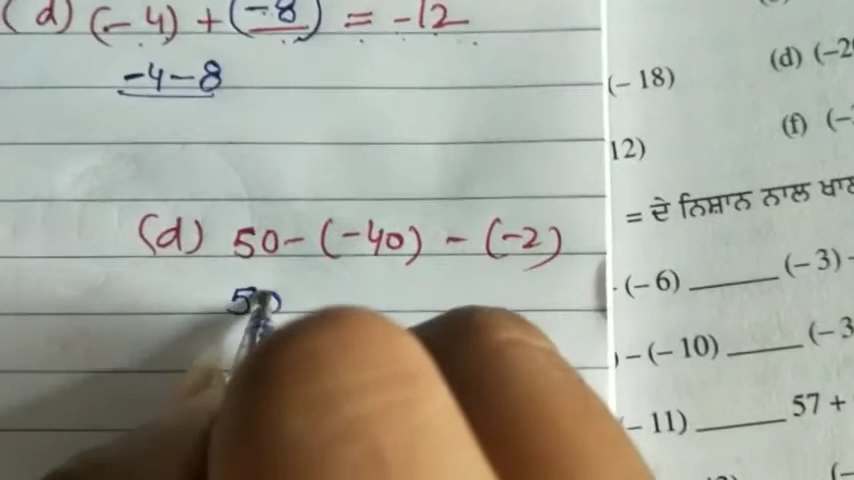 (d) (-4) + (-8) = -12
-4-8
(d) 50-(-40) - (-2)
50
(- 18)
(d) (-2
(f) (-
12)
= ਦੇ ਨਿਸ਼ਾਨ ਨਾਲ
(- 6) ______ (- 3)
) - (- 10) ______ (- 3
- 11) ______ 57 +